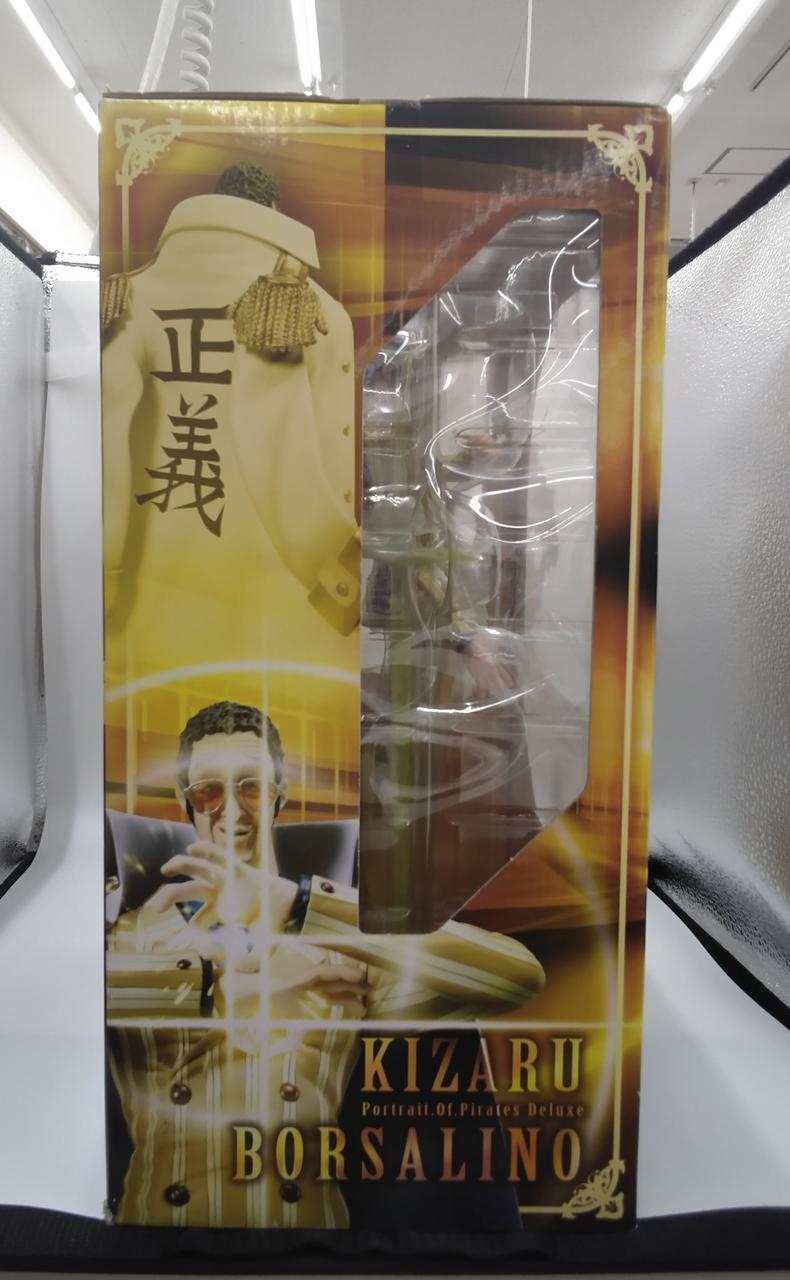 正義
KIZARU
Portrait.Of.Pirates Deluxe
BORSALINO